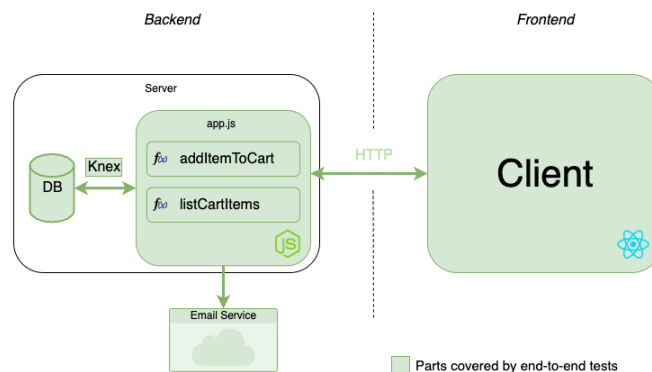 Backend
Frontend
Server
app.js
f(x) addItemToCart
HTTP
Knex
DB
f(x) listCartItems
Client
JS
Email Service
Parts covered by end-to-end tests